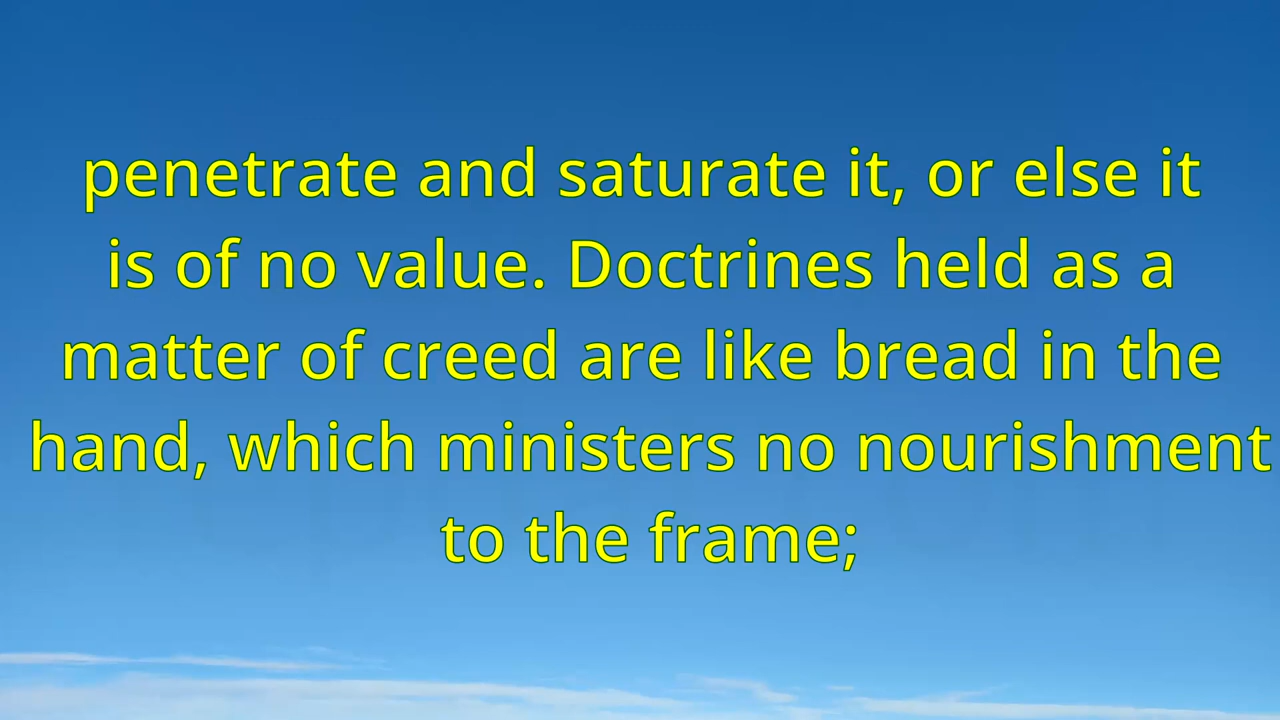 penetrate and saturate it, or else it
is of no value. Doctrines held as a
matter of creed are like bread in the
hand, which ministers no nourishment
to the frame;